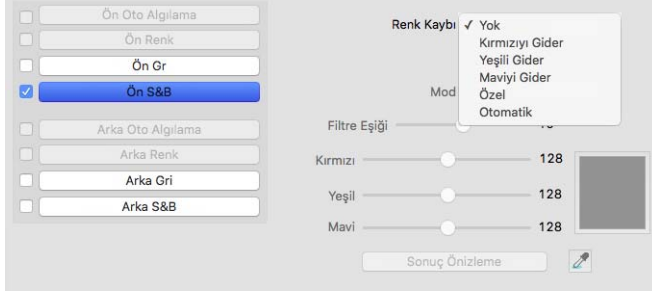 Ön Oto Algılama
Ön Renk
Ön Gr
Ön S&B
Arka Oto Algılama
Arka Renk
Arka Gri
Arka S&B
Renk Kaybı
✓ Yok
Kırmızıyı Gider
Yeşili Gider
Maviyi Gider
Özel
Otomatik
Mod
Filtre Eşiği
Kırmızı 128
Yeşil 128
Mavi 128
Sonuç Önizleme